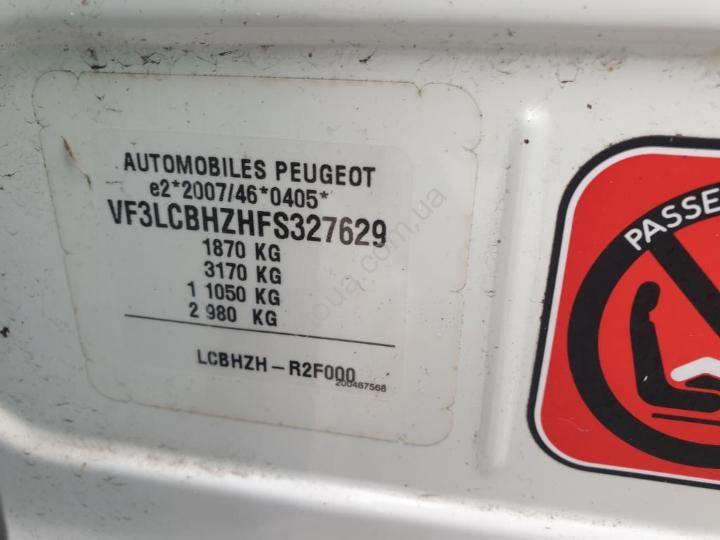 AUTOMOBILES PEUGEOT
e2*2007/46*0405*
VF3LCBHZHFS327629
1870 KG
3170 KG
1 1050 KG
2 980 KG
LCBHZH-R2F000
200487568
PASSE